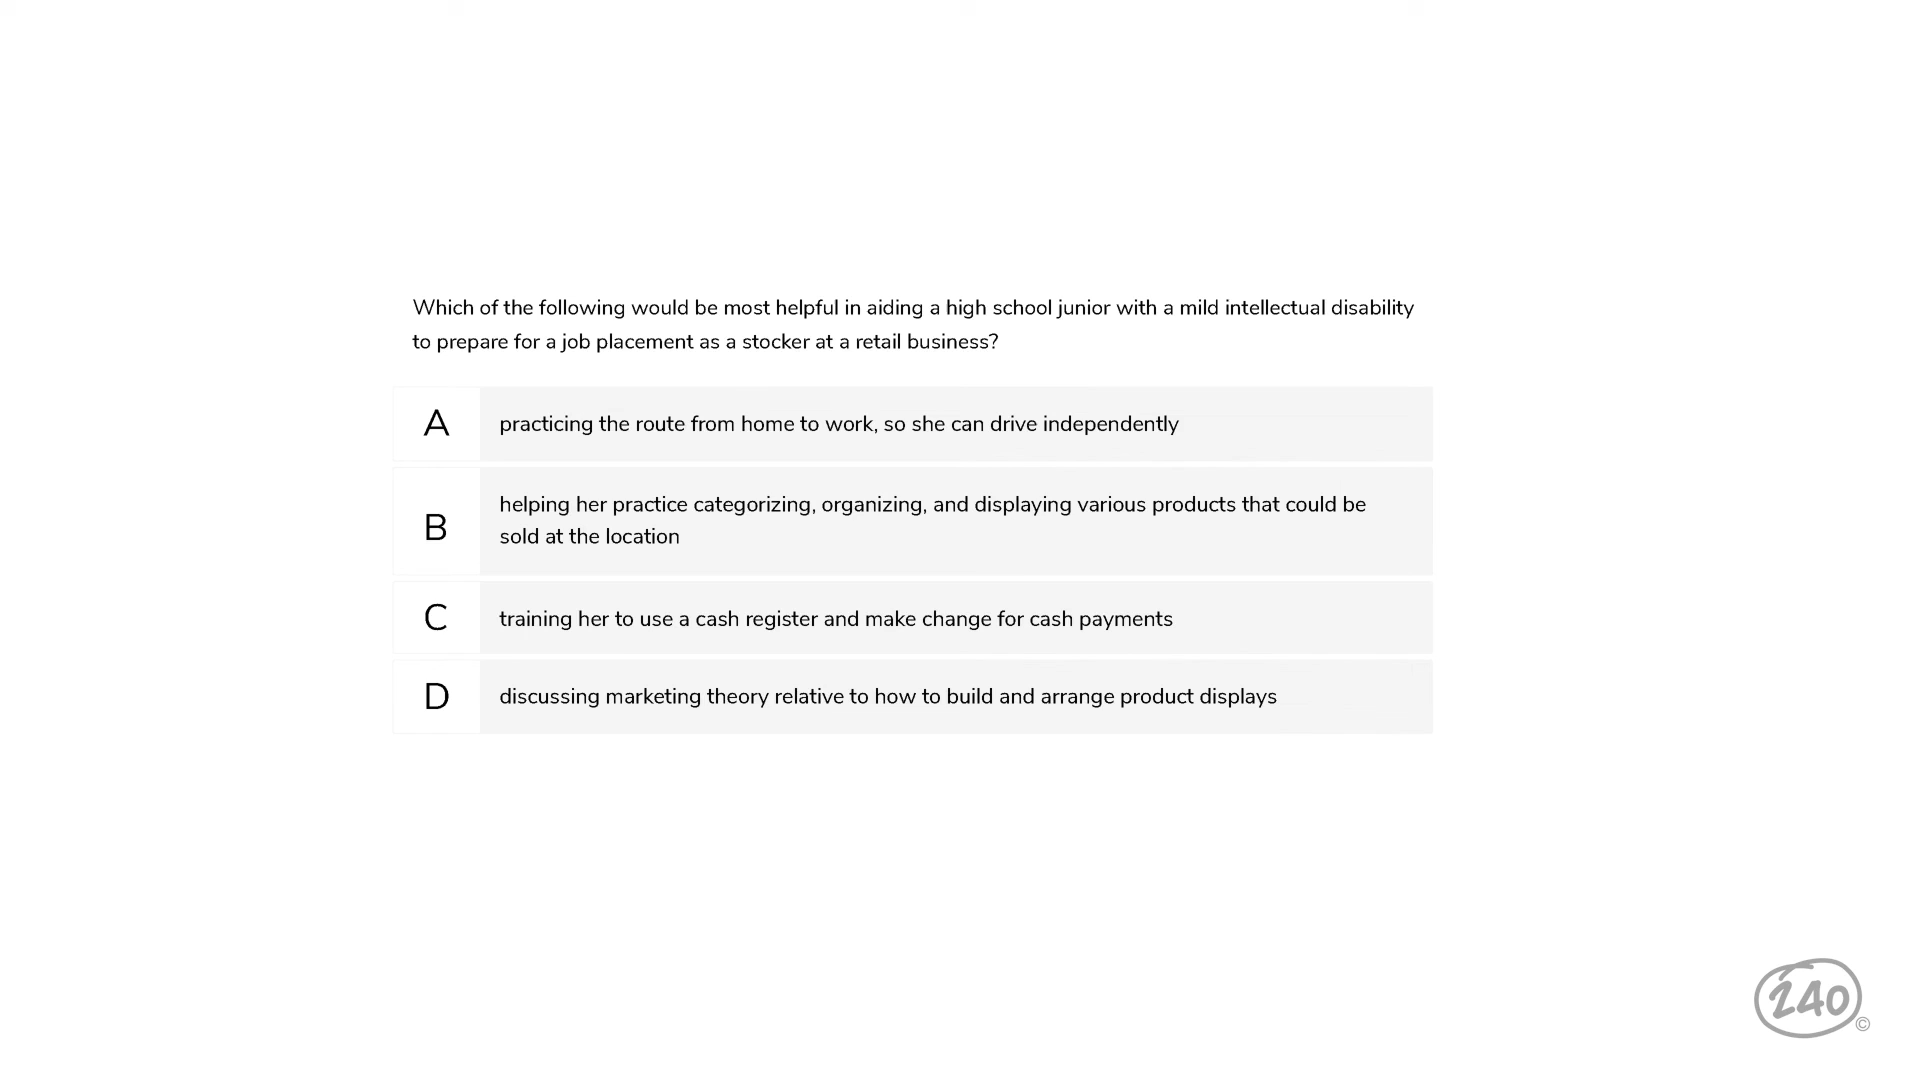 Which of the following would be most helpful in aiding a high school junior with a mild intellectual disability
to prepare for a job placement as a stocker at a retail business?
A
practicing the route from home to work, so she can drive independently
B
helping her practice categorizing, organizing, and displaying various products that could be
sold at the location
C
training her to use a cash register and make change for cash payments
D
discussing marketing theory relative to how to build and arrange product displays
240
©